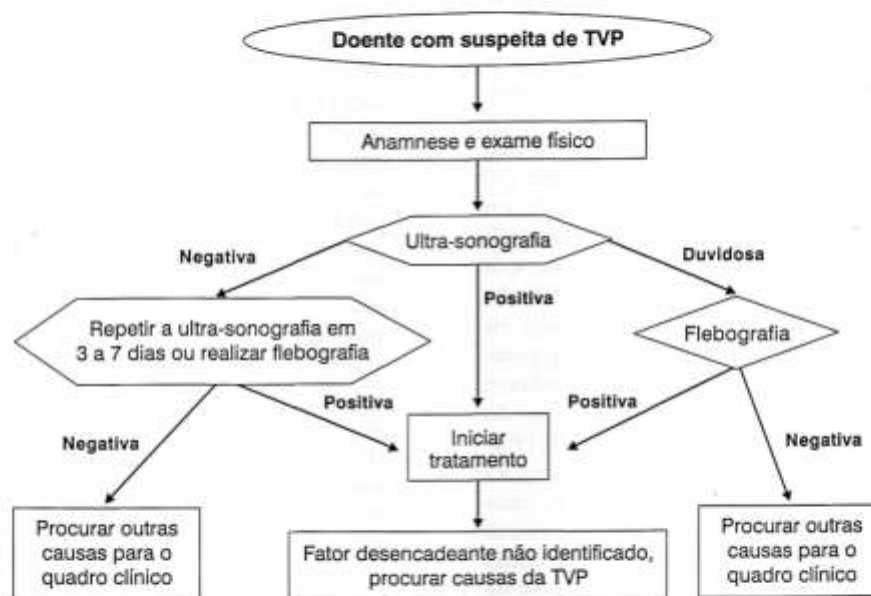 Doente com suspeita de TVP
Anamnese e exame físico
Ultra-sonografia
Negativa
Positiva
Duvidosa
Repetir a ultra-sonografia em
3 a 7 dias ou realizar flebografia
Flebografia
Negativa
Positiva
Iniciar
tratamento
Positiva
Negativa
Procurar outras
causas para o
quadro clínico
Fator desencadeante não identificado,
procurar causas da TVP
Procurar outras
causas para o
quadro clínico